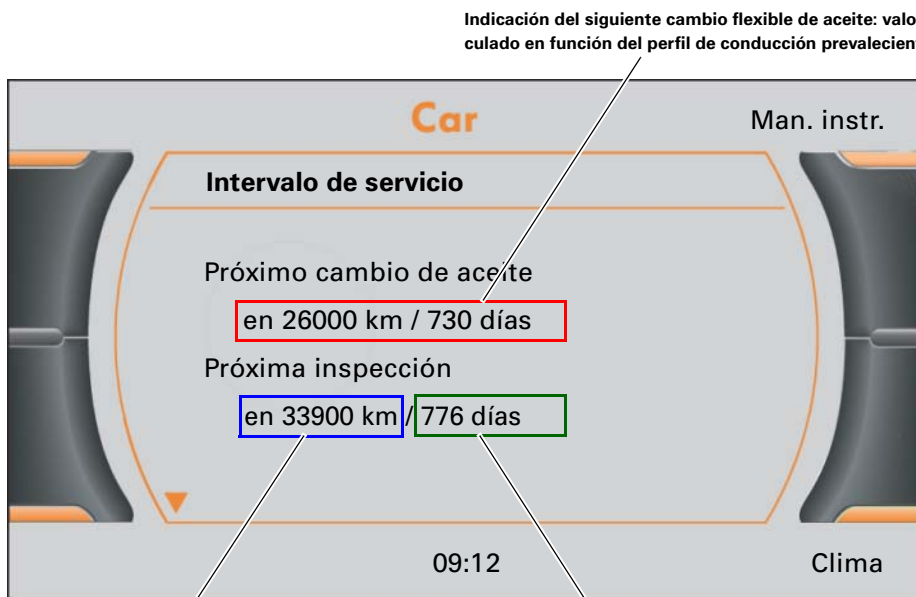 Indicación del siguiente cambio flexible de aceite: valo
culado en función del perfil de conducción prevalecien
Car
Man. instr.
Intervalo de servicio
Próximo cambio de aceite
en 26000 km / 730 días
Próxima inspección
en 33900 km / 776 días
09:12
Clima